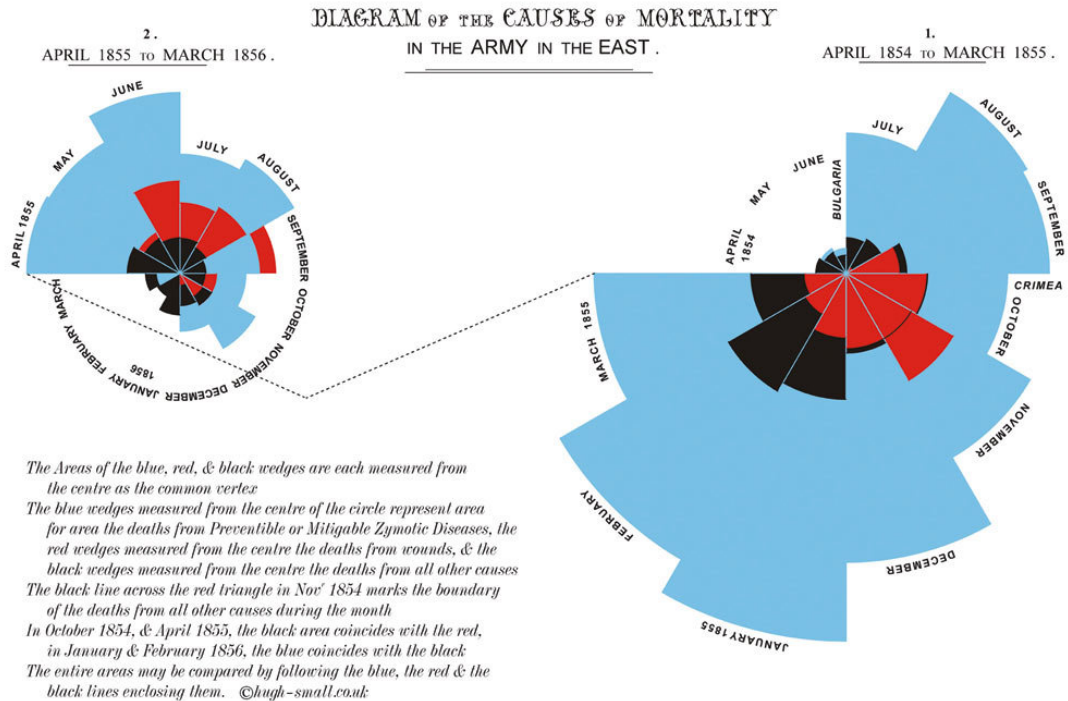 DIAGRAM OF THE CAUSES OF MORTALITY
IN THE ARMY IN THE EAST.
2.
APRIL 1855 TO MARCH 1856.
1.
APRIL 1854 TO MARCH 1855.
APRIL 1855
MAY
JUNE
JULY
AUGUST
SEPTEMBER
OCTOBER
NOVEMBER
DECEMBER
JANUARY
1856
FEBRUARY
MARCH
APRIL
1854
MAY
JUNE
BULGARIA
JULY
AUGUST
SEPTEMBER
CRIMEA
OCTOBER
NOVEMBER
DECEMBER
JANUARY 1855
FEBRUARY
MARCH 1855
The Areas of the blue, red, & black wedges are each measured from
the centre as the common vertex
The blue wedges measured from the centre of the circle represent area
for area the deaths from Preventible or Mitigable Zymotic Diseases, the
red wedges measured from the centre the deaths from wounds, & the
black wedges measured from the centre the deaths from all other causes
The black line across the red triangle in Nov' 1854 marks the boundary
of the deaths from all other causes during the month
In October 1854, & April 1855, the black area coincides with the red,
in January & February 1856, the blue coincides with the black
The entire areas may be compared by following the blue, the red & the
black lines enclosing them. ©hugh-small.co.uk